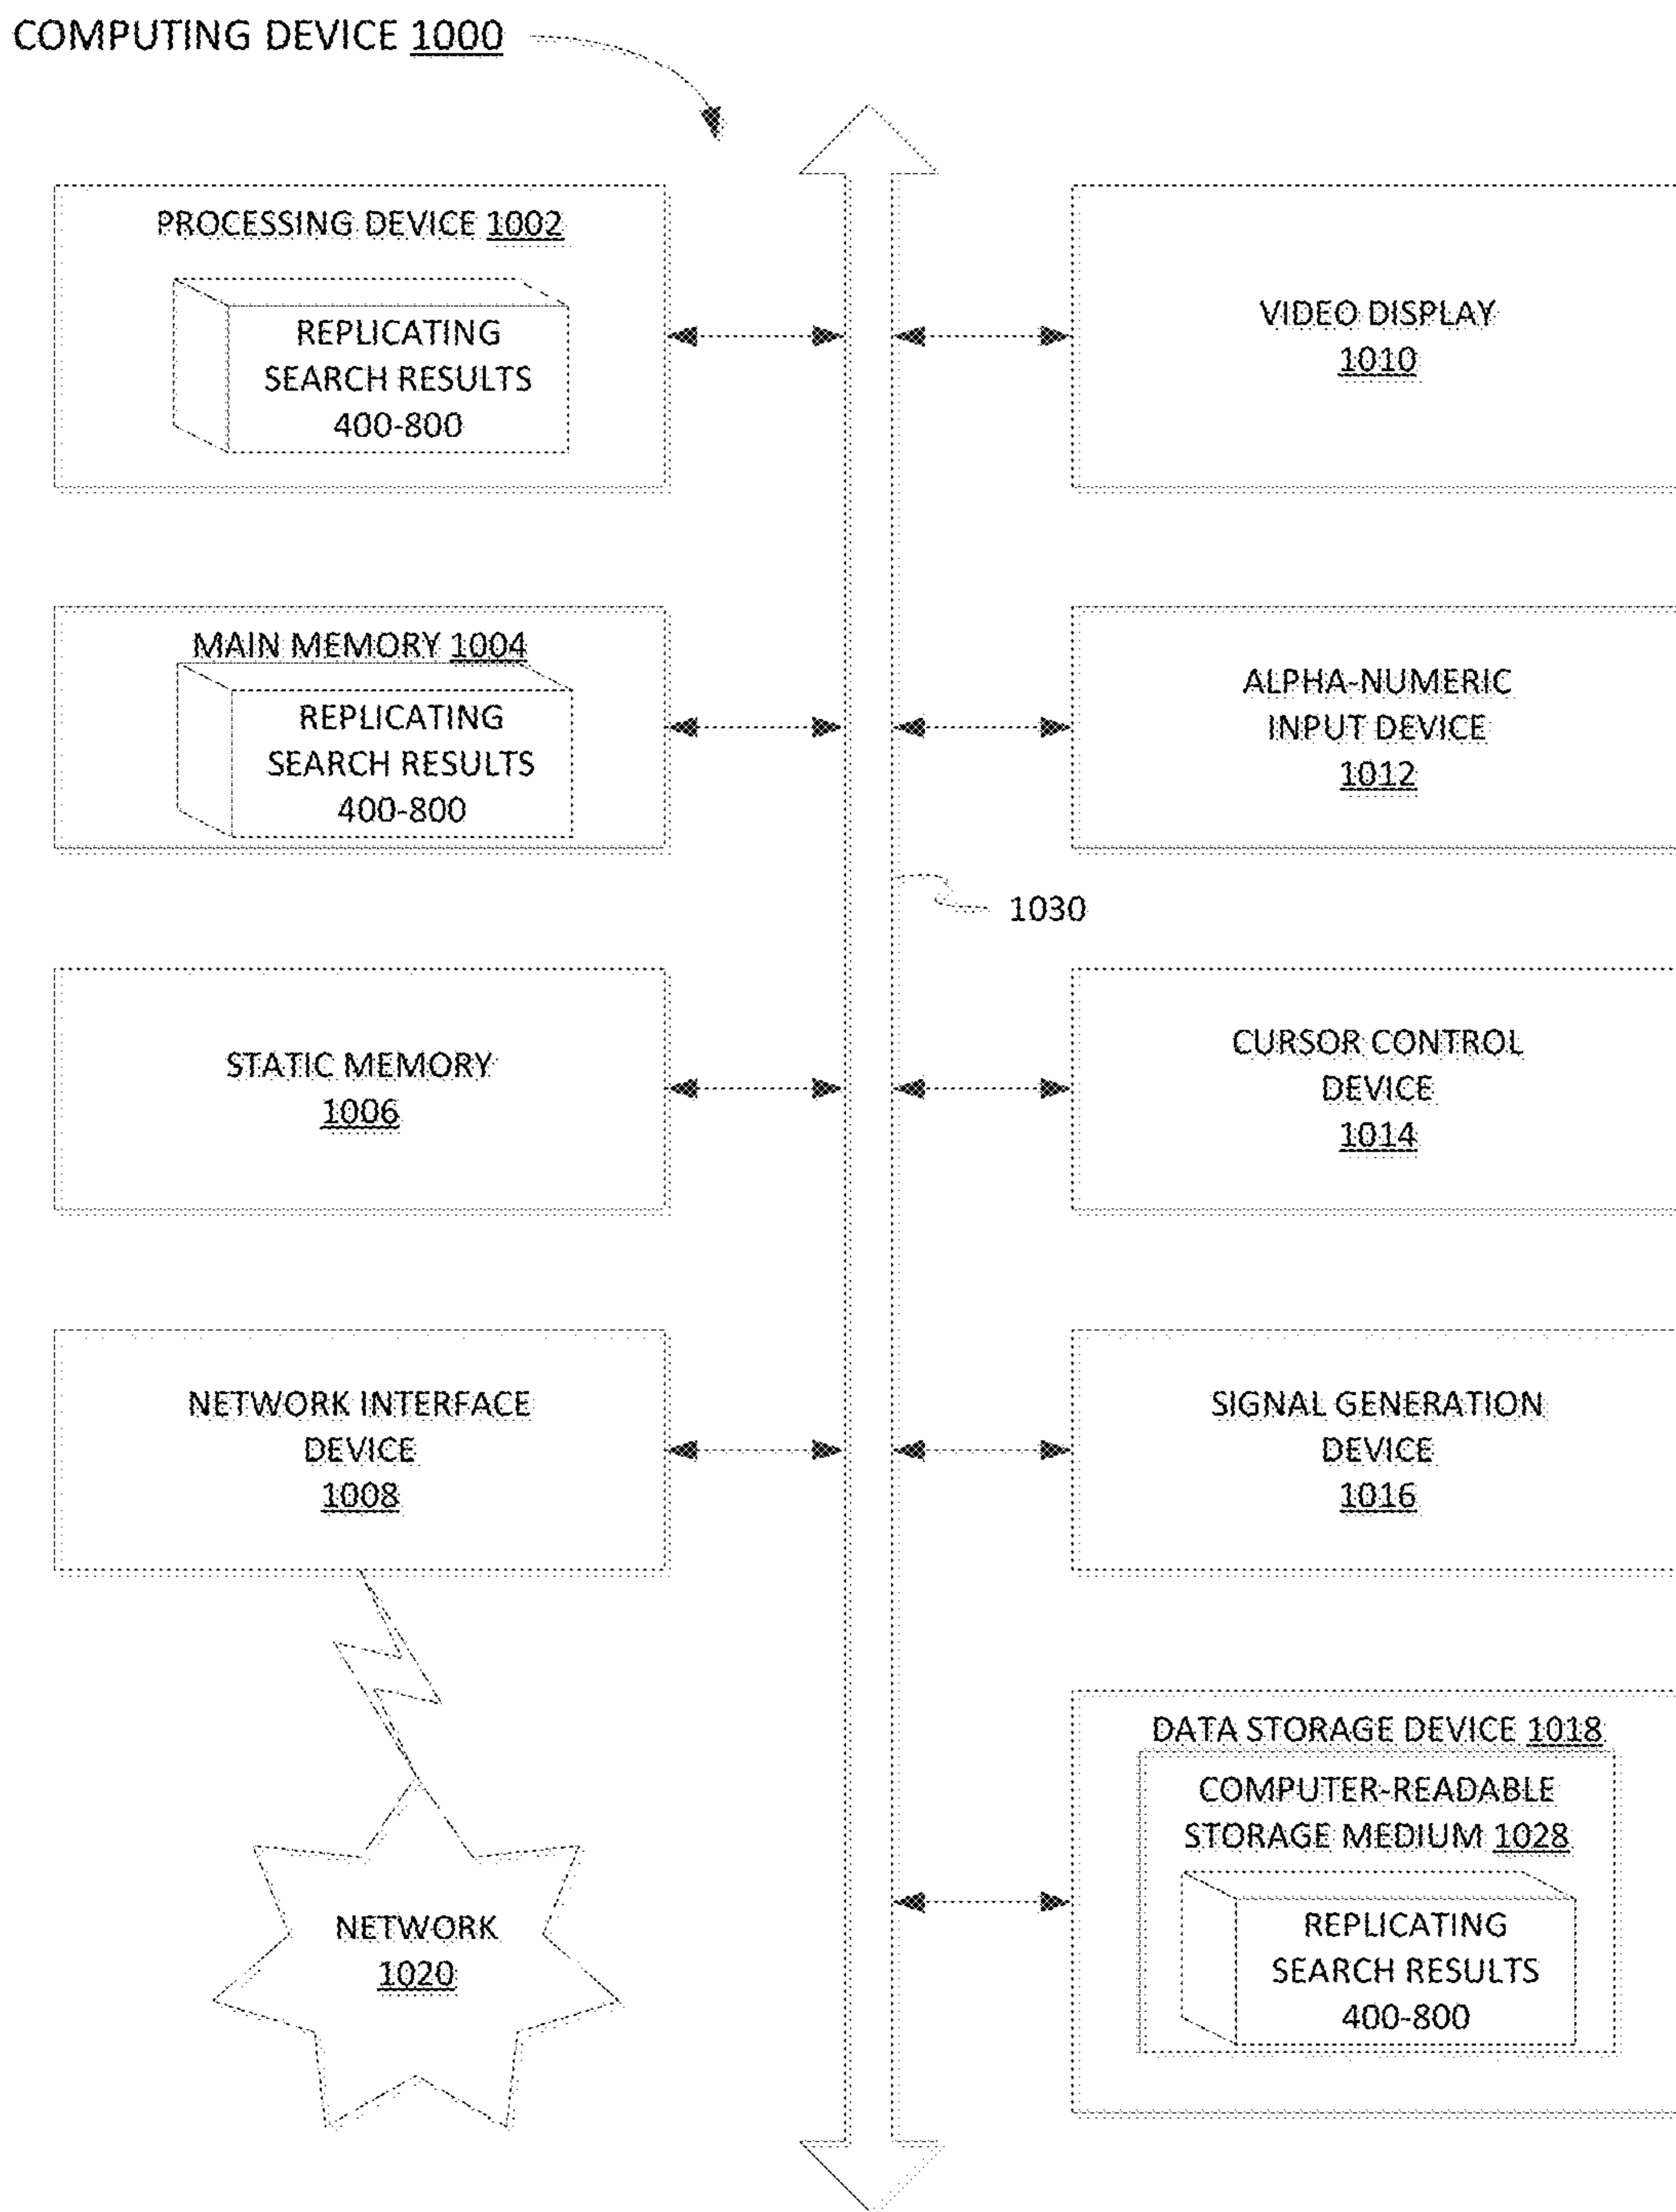 COMPUTING DEVICE 1000
PROCESSING DEVICE 1002
REPLICATING
SEARCH RESULTS
400-800
VIDEO DISPLAY
1010
MAIN MEMORY 1004
REPLICATING
SEARCH RESULTS
400-800
ALPHA-NUMERIC
INPUT DEVICE
1012
1030
STATIC MEMORY
1006
CURSOR CONTROL
DEVICE
1014
NETWORK INTERFACE
DEVICE
1008
SIGNAL GENERATION
DEVICE
1016
NETWORK
1020
DATA STORAGE DEVICE 1018
COMPUTER-READABLE
STORAGE MEDIUM 1028
REPLICATING
SEARCH RESULTS
400-800